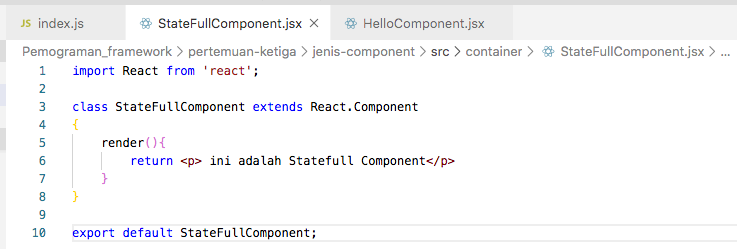 JS index.js StateFullComponent.jsx × HelloComponent.jsx
Pemograman_framework > pertemuan-ketiga > jenis-component > src > container > StateFullComponent.jsx > ...
1 import React from 'react';
2
3 class StateFullComponent extends React.Component
4 {
5 render(){
6 return <p> ini adalah Statefull Component</p>
7 }
8 }
9
10 export default StateFullComponent;